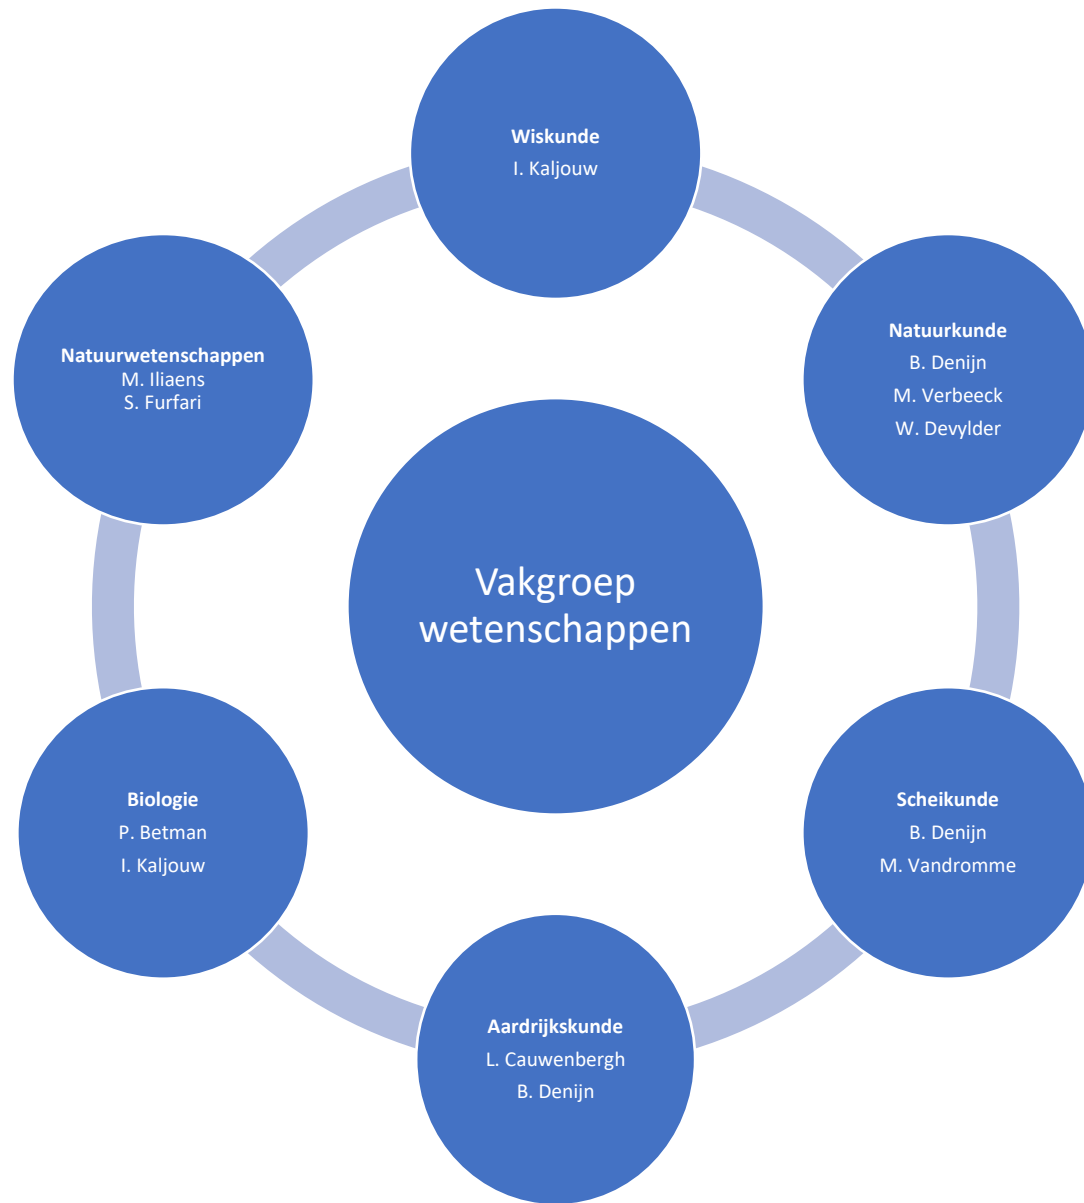 Wiskunde
I. Kaljouw
Natuurkunde
B. Denijn
M. Verbeeck
W. Devylder
Scheikunde
B. Denijn
M. Vandromme
Aardrijkskunde
L. Cauwenbergh
B. Denijn
Biologie
P. Betman
I. Kaljouw
Natuurwetenschappen
M. Iliaens
S. Furfari
Vakgroep
wetenschappen